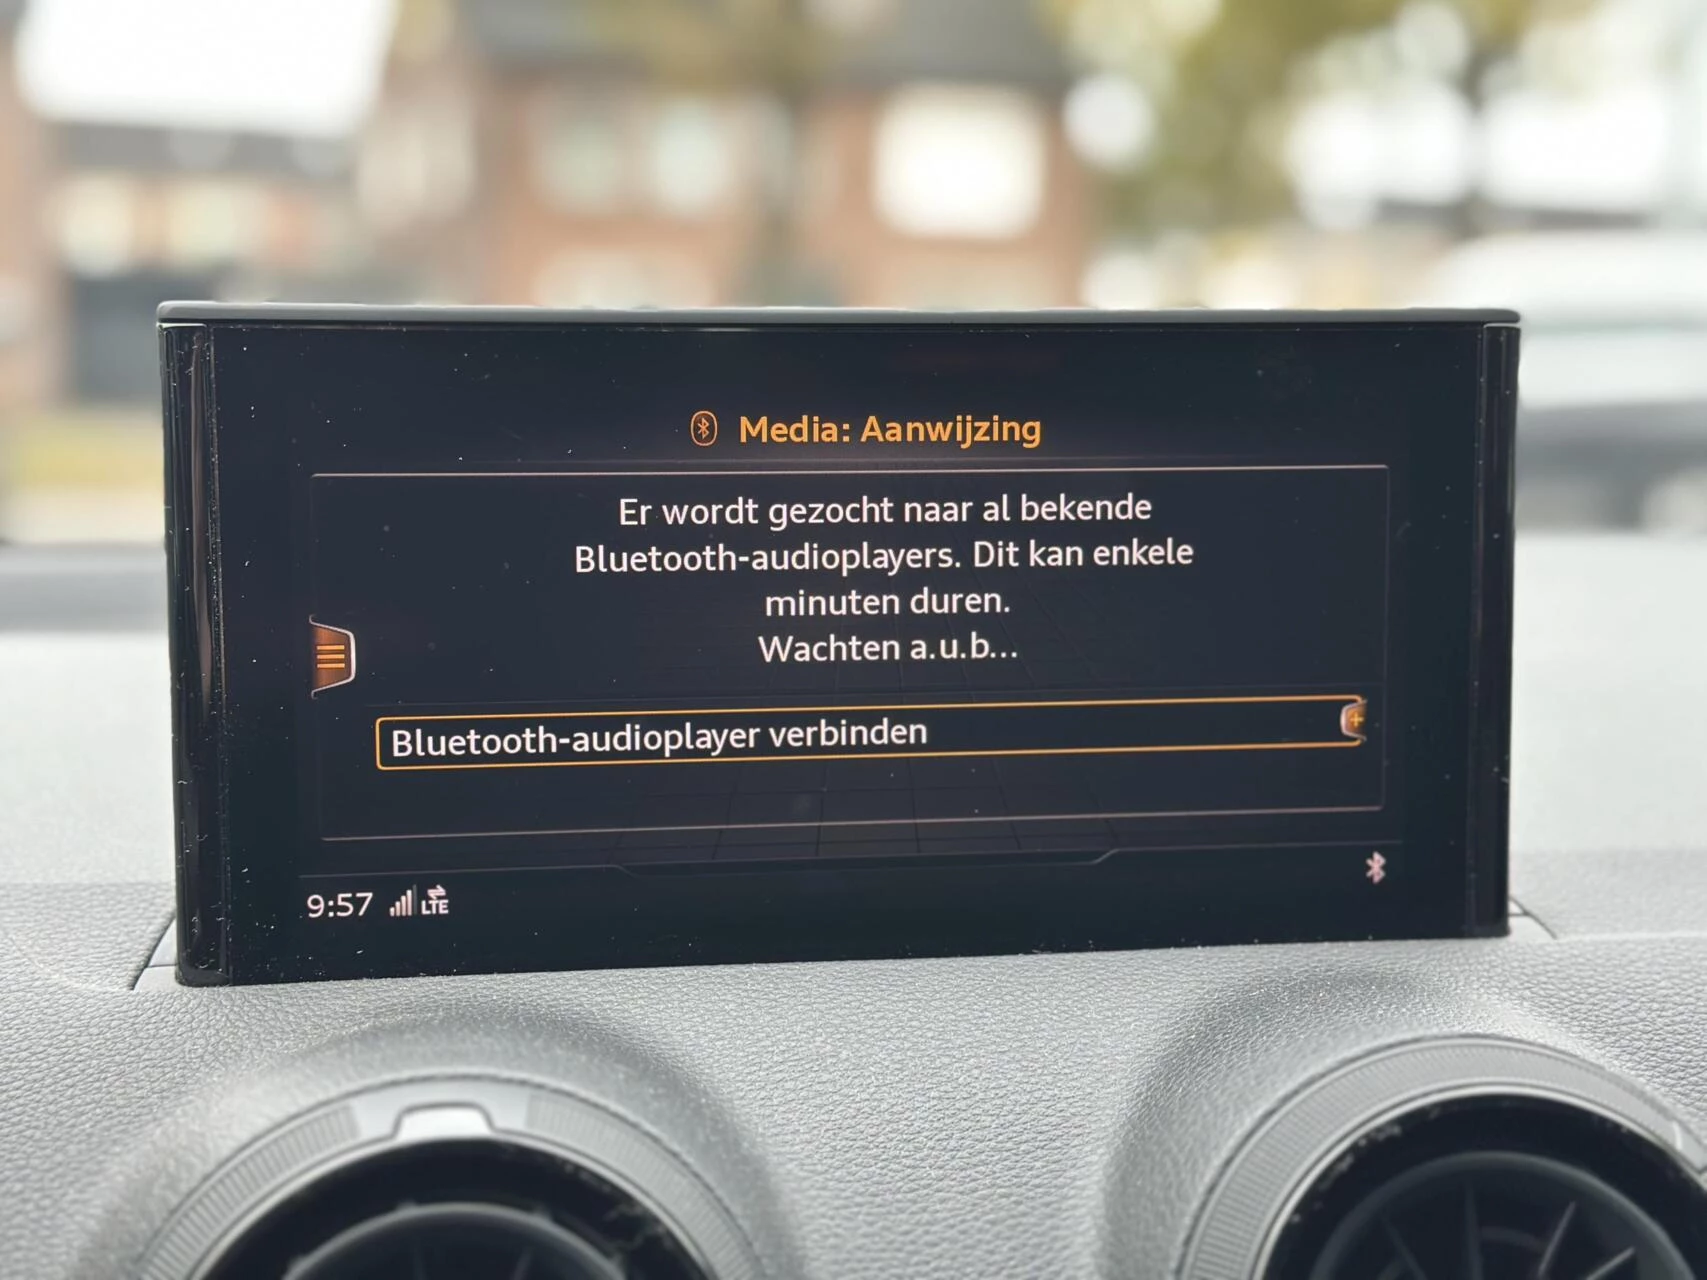 Media: Aanwijzing
Er wordt gezocht naar al bekende
Bluetooth-audioplayers. Dit kan enkele
minuten duren.
Wachten a.u.b...
Bluetooth-audioplayer verbinden
9:57 LTE